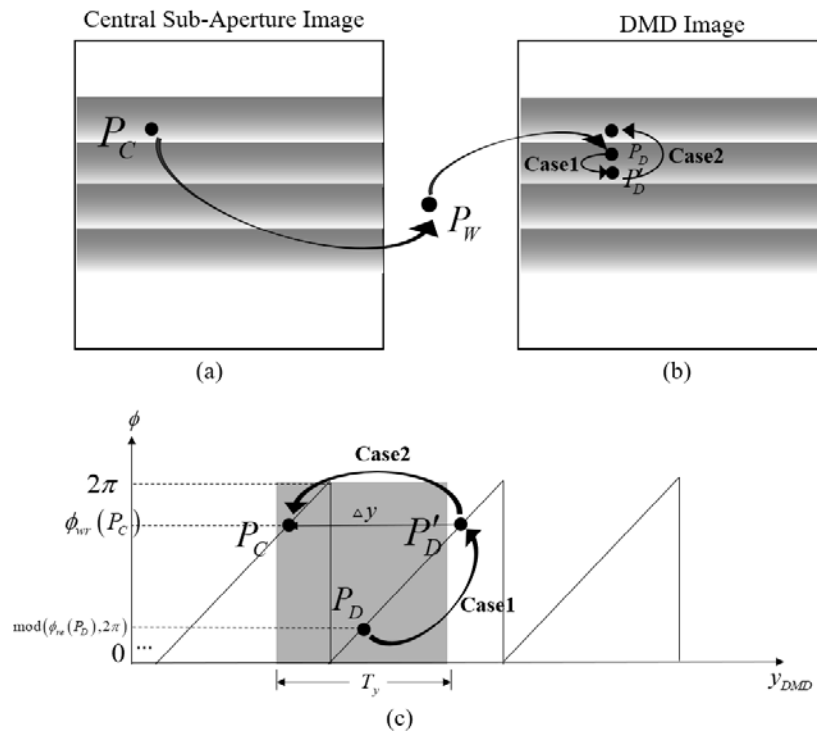 Central Sub-Aperture Image
DMD Image
P_C
P_W
Case1
P_D
Case2
P'_D
(a)
(b)
ϕ
2π
ϕ_wr(P_C)
mod(ϕ_re(P_D),2π)
0
...
Case2
P_C
△y
P'_D
P_D
Case1
T_y
y_DMD
(c)